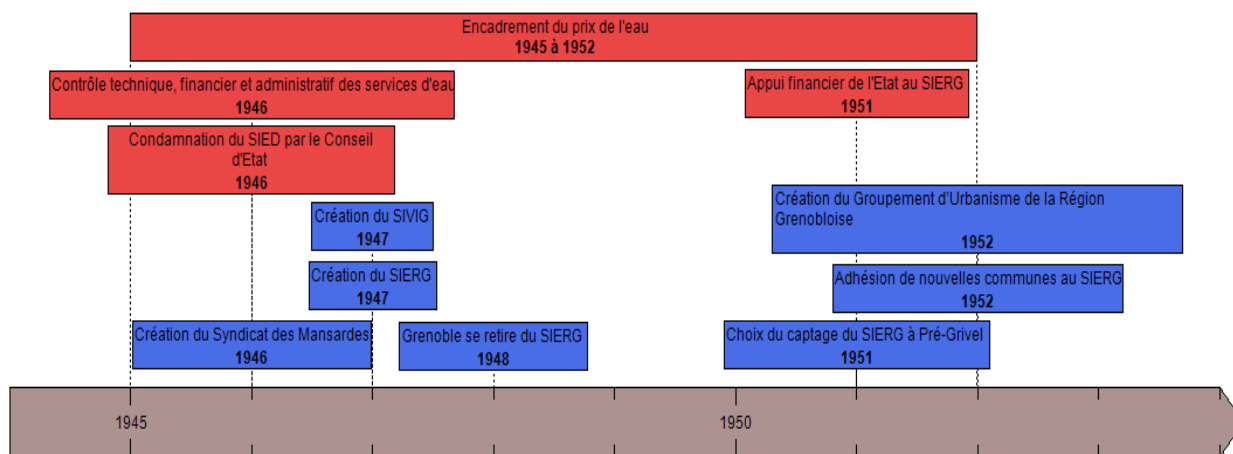 Encadrement du prix de l'eau
1945 à 1952
Contrôle technique, financier et administratif des services d'eau
1946
Appui financier de l'Etat au SIERG
1951
Condamnation du SIED par le Conseil
d'Etat
1946
Création du SIVIG
1947
Création du Groupement d'Urbanisme de la Région
Grenobloise
1952
Création du SIERG
1947
Adhésion de nouvelles communes au SIERG
1952
Création du Syndicat des Mansardes
1946
Grenoble se retire du SIERG
1948
Choix du captage du SIERG à Pré-Grivel
1951
1945
1950